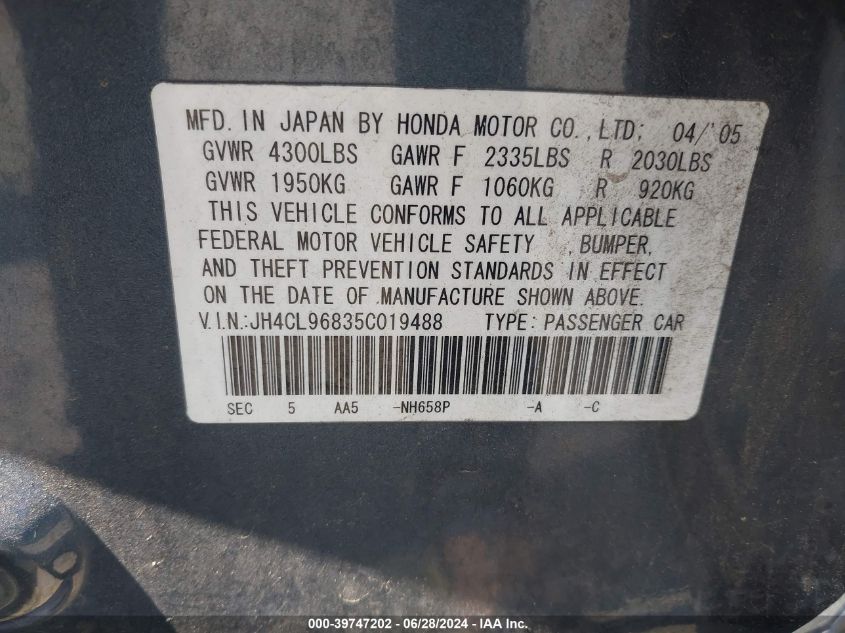 MFD. IN JAPAN BY HONDA MOTOR CO.,LTD; 04/'05
GVWR 4300LBS GAWR F 2335LBS R 2030LBS
GVWR 1950KG GAWR F 1060KG R 920KG
THIS VEHICLE CONFORMS TO ALL APPLICABLE
FEDERAL MOTOR VEHICLE SAFETY ,BUMPER,
AND THEFT PREVENTION STANDARDS IN EFFECT
ON THE DATE OF MANUFACTURE SHOWN ABOVE.
V.I.N.:JH4CL96835C019488 TYPE: PASSENGER CAR
SEC 5 AA5 -NH658P -A -C
000-39747202 - 06/28/2024 - IAA Inc.